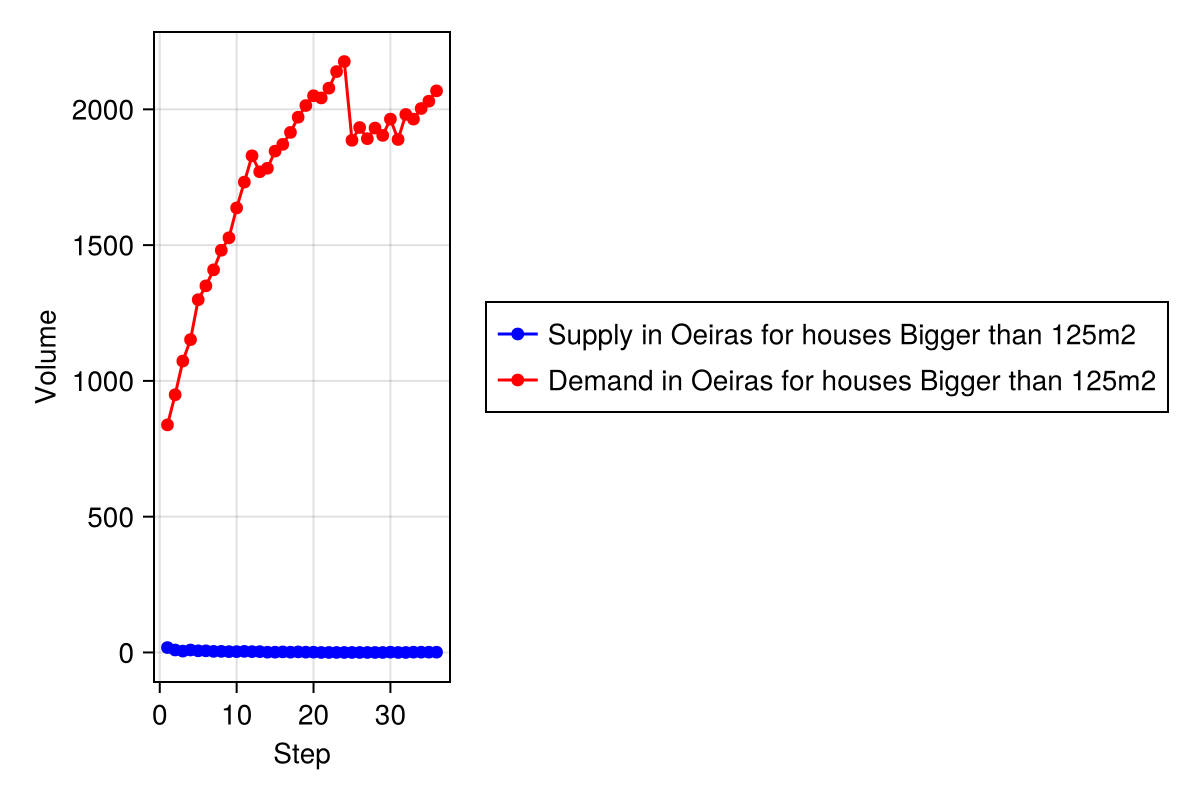 2000
1500
1000
500
0
Volume
0 10 20 30
Step
Supply in Oeiras for houses Bigger than 125m2
Demand in Oeiras for houses Bigger than 125m2